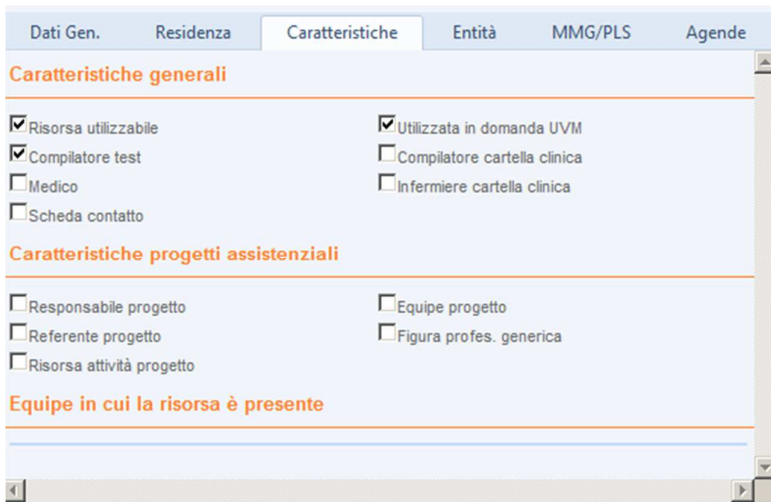 Dati Gen. Residenza Caratteristiche Entità MMG/PLS Agende
Caratteristiche generali
Risorsa utilizzabile Utilizzata in domanda UVM
Compilatore test Compilatore cartella clinica
Medico Infermiere cartella clinica
Scheda contatto
Caratteristiche progetti assistenziali
Responsabile progetto Equipe progetto
Referente progetto Figura profes. generica
Risorsa attività progetto
Equipe in cui la risorsa è presente